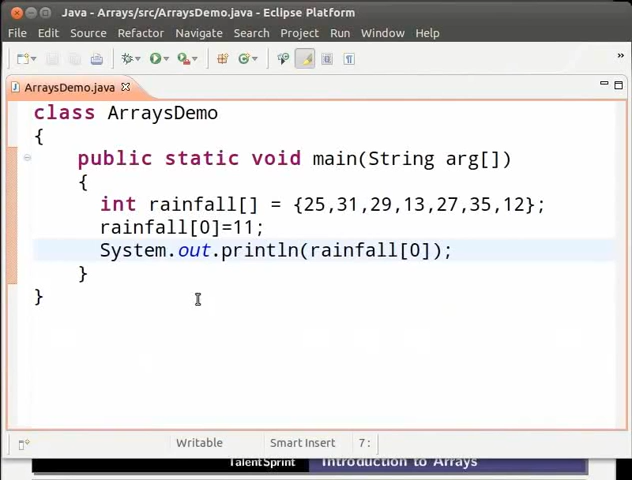 Java - Arrays/src/ArraysDemo.java - Eclipse Platform
File Edit Source Refactor Navigate Search Project Run Window Help
ArraysDemo.java
class ArraysDemo
{
public static void main(String arg[])
{
int rainfall[] = {25,31,29,13,27,35,12};
rainfall[0]=11;
System.out.println(rainfall[0]);
}
}
Writable Smart Insert 7:
TalentSprint Introduction to Arrays